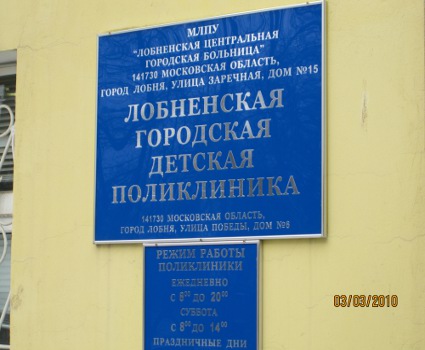 МЛПУ
"ЛОБНЕНСКАЯ ЦЕНТРАЛЬНАЯ
ГОРОДСКАЯ БОЛЬНИЦА"
141730 МОСКОВСКАЯ ОБЛАСТЬ,
ГОРОД ЛОБНЯ, УЛИЦА ЗАРЕЧНАЯ, ДОМ №15
ЛОБНЕНСКАЯ
ГОРОДСКАЯ
ДЕТСКАЯ
ПОЛИКЛИНИКА
141730 МОСКОВСКАЯ ОБЛАСТЬ,
ГОРОД ЛОБНЯ, УЛИЦА ПОБЕДЫ, ДОМ №8
РЕЖИМ РАБОТЫ
ПОЛИКЛИНИКИ
ЕЖЕДНЕВНО
С 8⁰⁰ ДО 20⁰⁰
СУББОТА
С 8⁰⁰ ДО 14⁰⁰
ПРАЗДНИЧНЫЕ ДНИ
03/03/2010